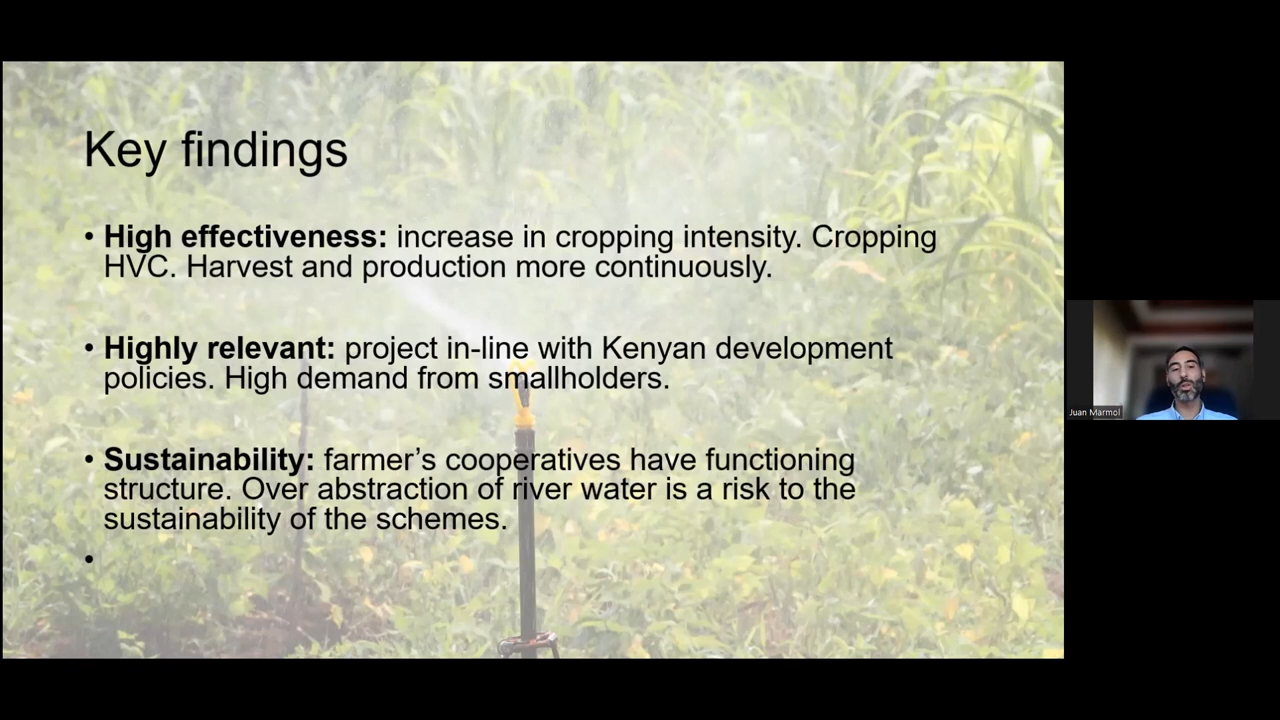 Key findings
• High effectiveness: increase in cropping intensity. Cropping
HVC. Harvest and production more continuously.
• Highly relevant: project in-line with Kenyan development
policies. High demand from smallholders.
• Sustainability: farmer’s cooperatives have functioning
structure. Over abstraction of river water is a risk to the
sustainability of the schemes.
•
Juan Marmol